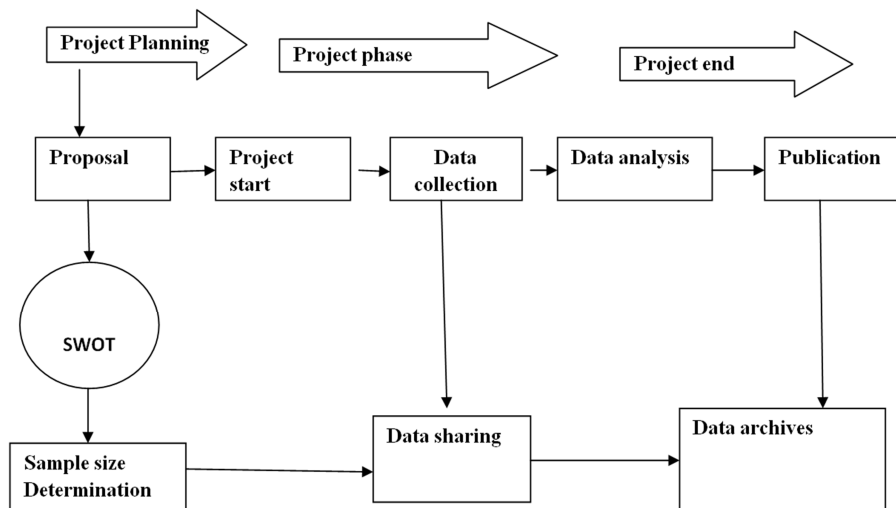 Project Planning
Project phase
Project end
Proposal
Project
start
Data
collection
Data analysis
Publication
SWOT
Sample size
Determination
Data sharing
Data archives